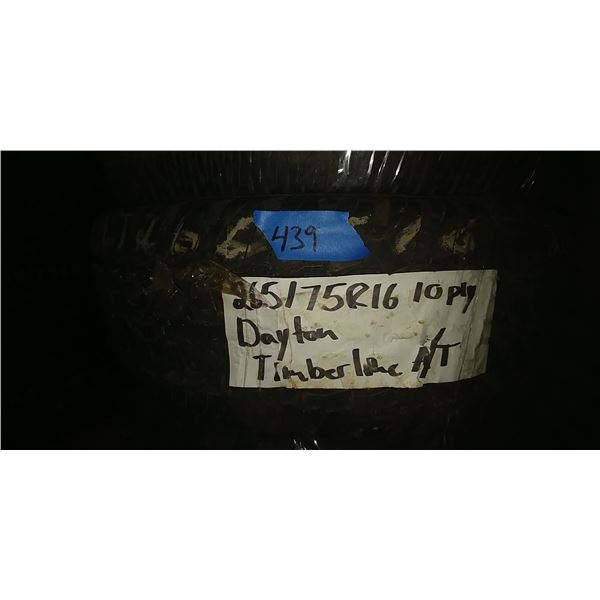 439
265/75R16 10 ply
Dayton
Timberline A/T